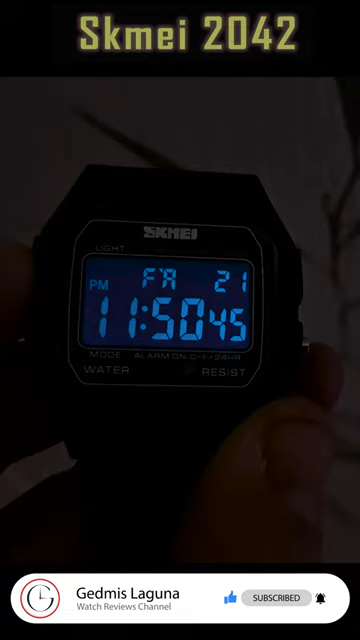 Skmei 2042
SKMEI
LIGHT
FR 21
PM
11:50 45
MODE ALARM ON·OFF/24HR
WATER RESIST
Gedmis Laguna
Watch Reviews Channel
SUBSCRIBED